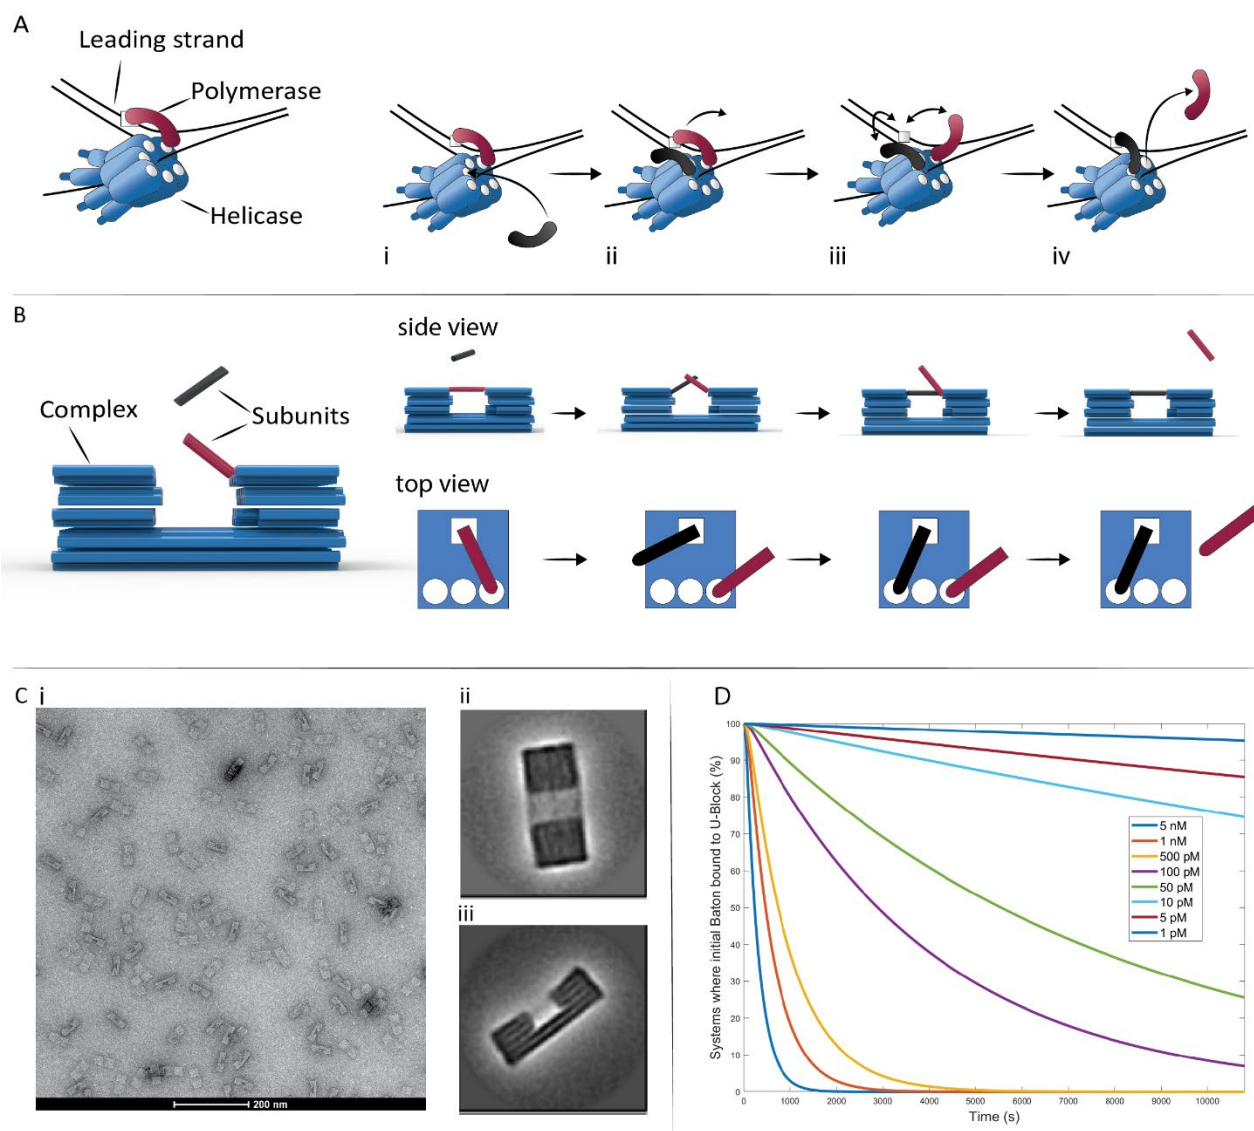 A
Leading strand
Polymerase
Helicase
i
ii
iii
iv
B
side view
Complex
Subunits
top view
C
i
200 nm
ii
iii
D
Systems where initial Baton bound to U-Block (%)
100
90
80
70
60
50
40
30
20
10
0
5 nM
1 nM
500 pM
100 pM
50 pM
10 pM
5 pM
1 pM
0 1000 2000 3000 4000 5000 6000 7000 8000 9000 10000
Time (s)